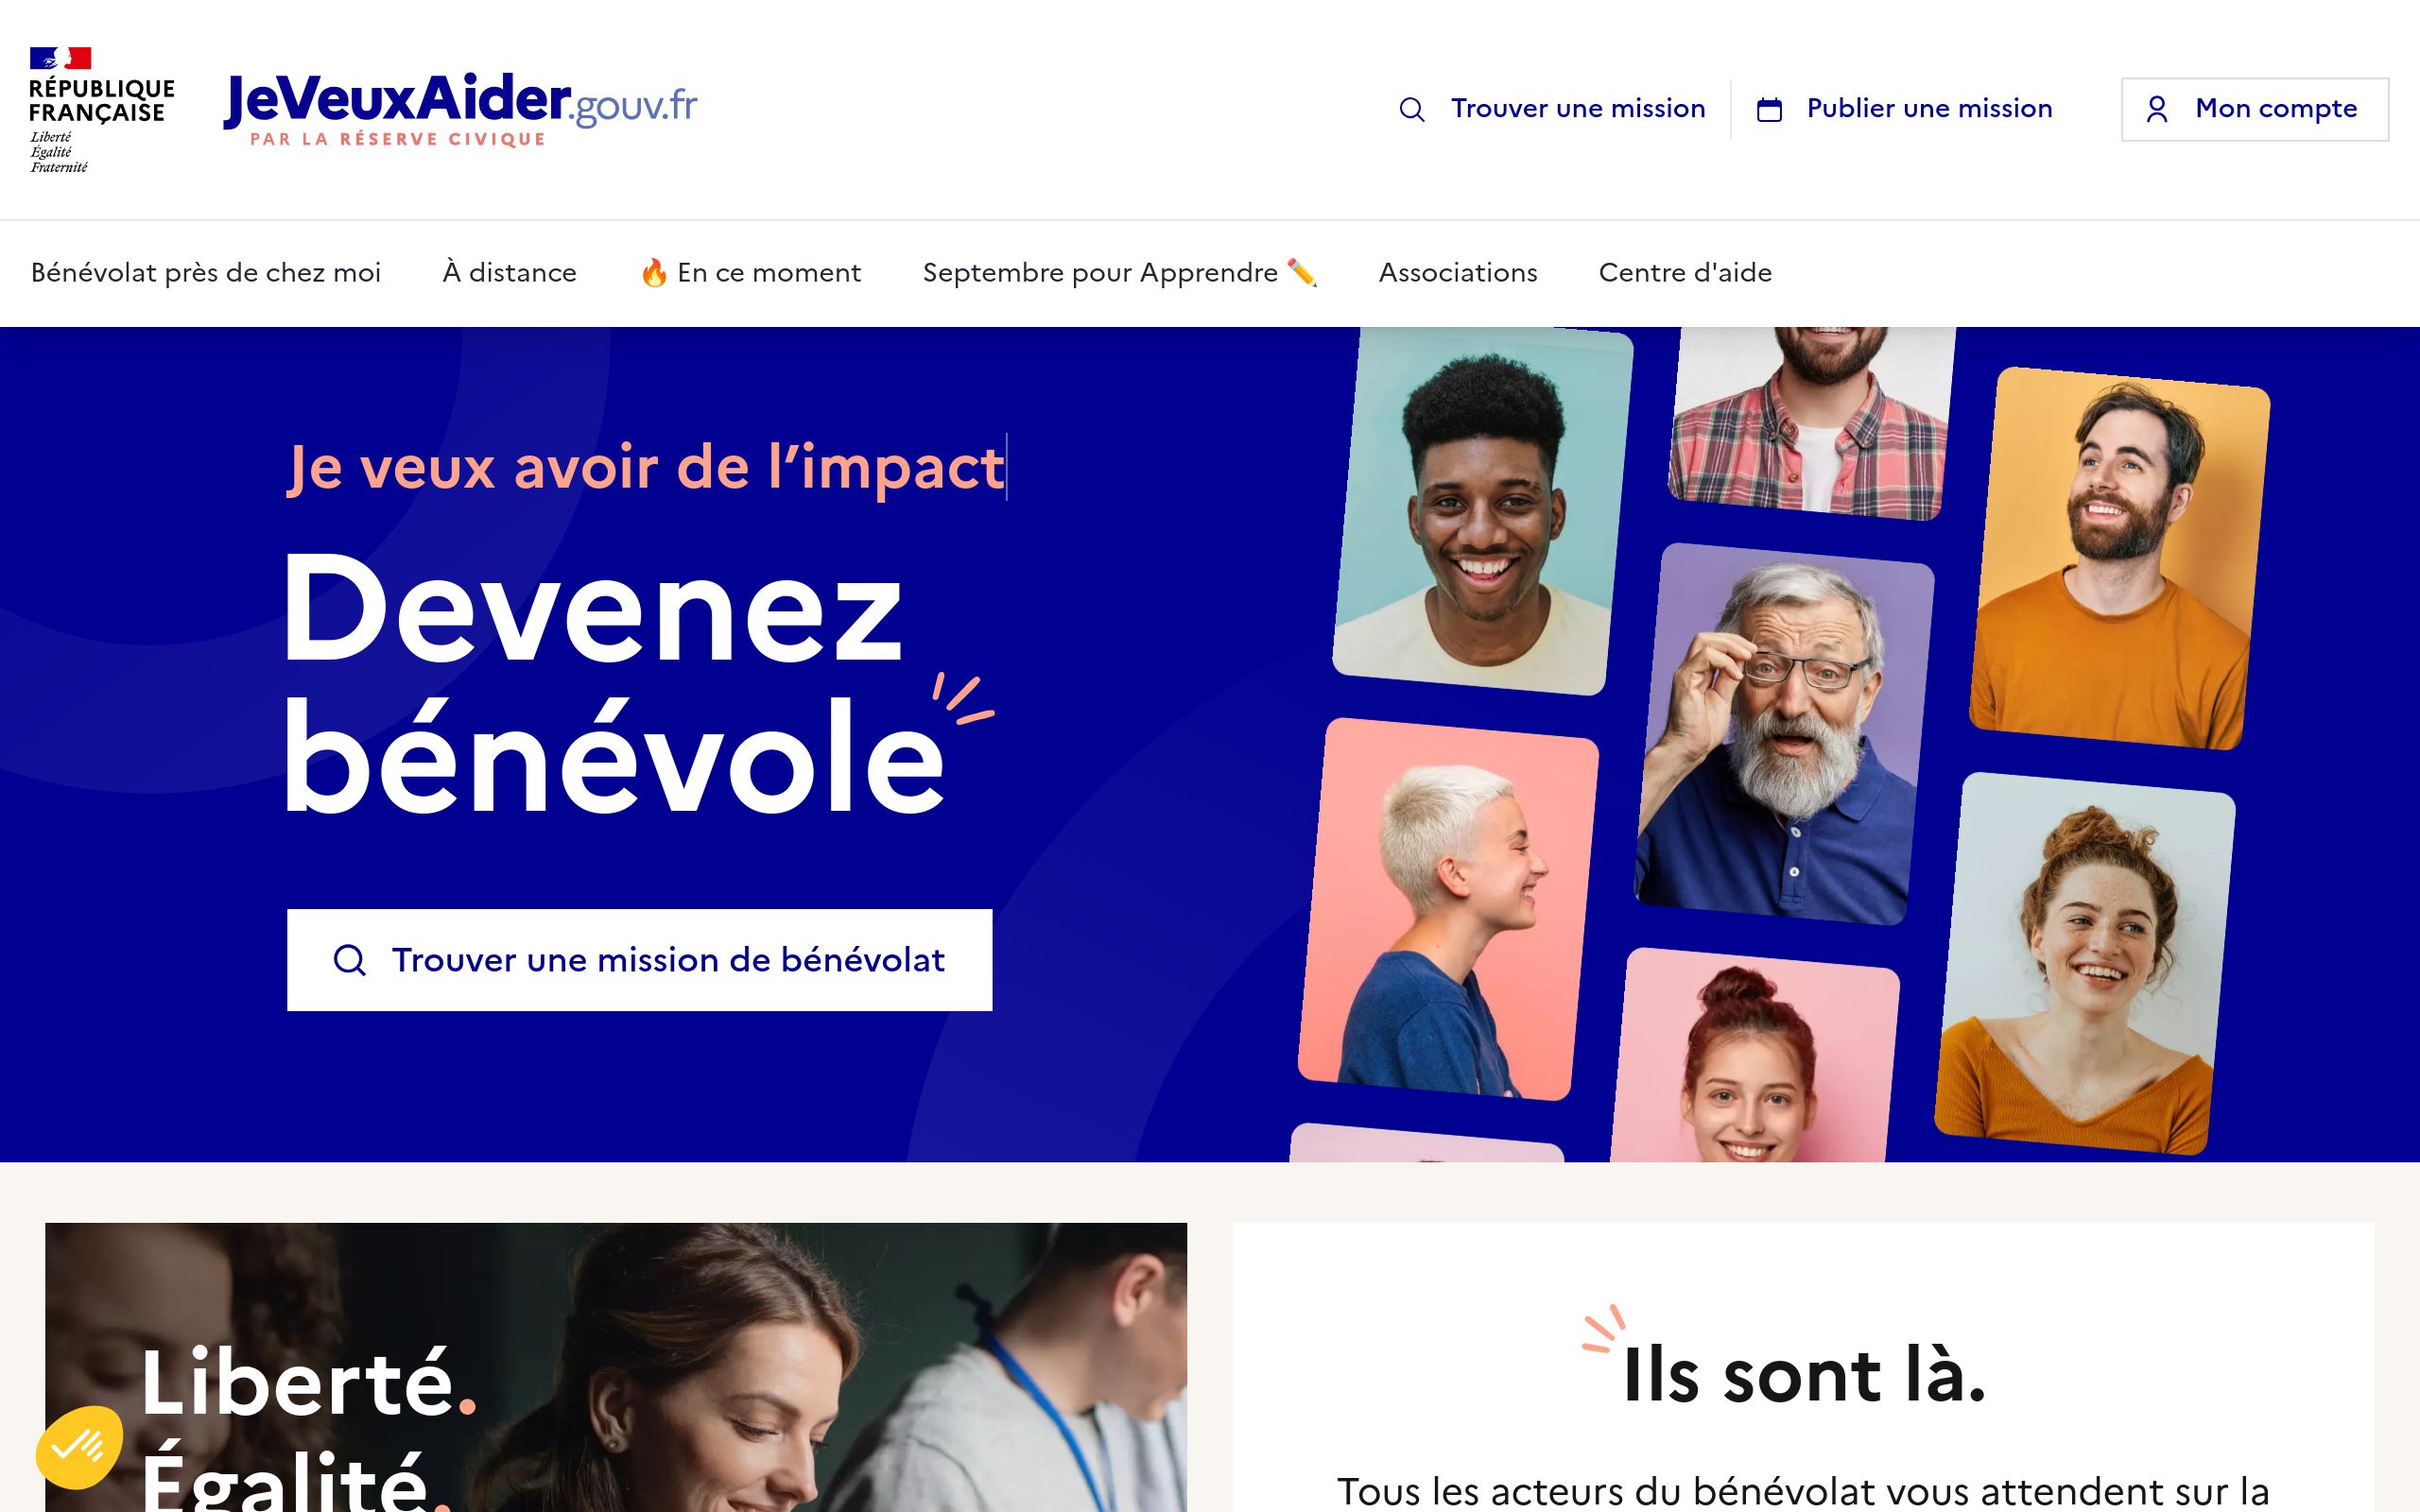 RÉPUBLIQUE
FRANÇAISE
Liberté
Égalité
Fraternité
JeVeuxAider.gouv.fr
PAR LA RÉSERVE CIVIQUE
Trouver une mission
Publier une mission
Mon compte
Bénévolat près de chez moi
À distance
🔥 En ce moment
Septembre pour Apprendre ✏️
Associations
Centre d'aide
Je veux avoir de l’impact
Devenez
bénévole
Trouver une mission de bénévolat
Liberté.
Égalité.
Ils sont là.
Tous les acteurs du bénévolat vous attendent sur la